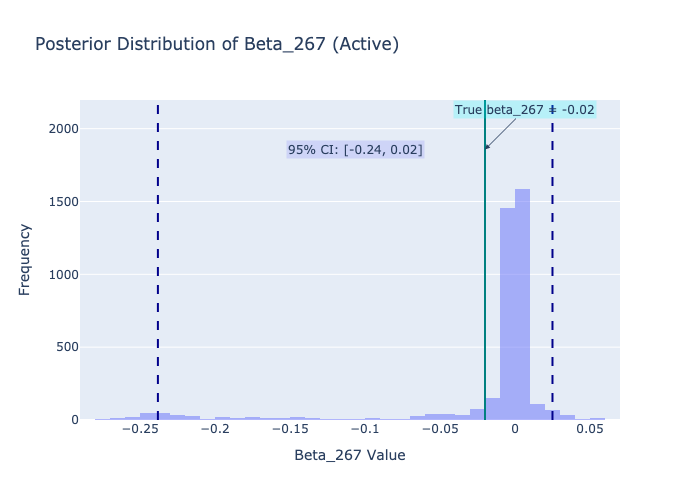 Posterior Distribution of Beta_267 (Active)
True beta_267 = -0.02
95% CI: [-0.24, 0.02]
2000
1500
1000
500
0
Frequency
−0.25
−0.2
−0.15
−0.1
−0.05
0
0.05
Beta_267 Value